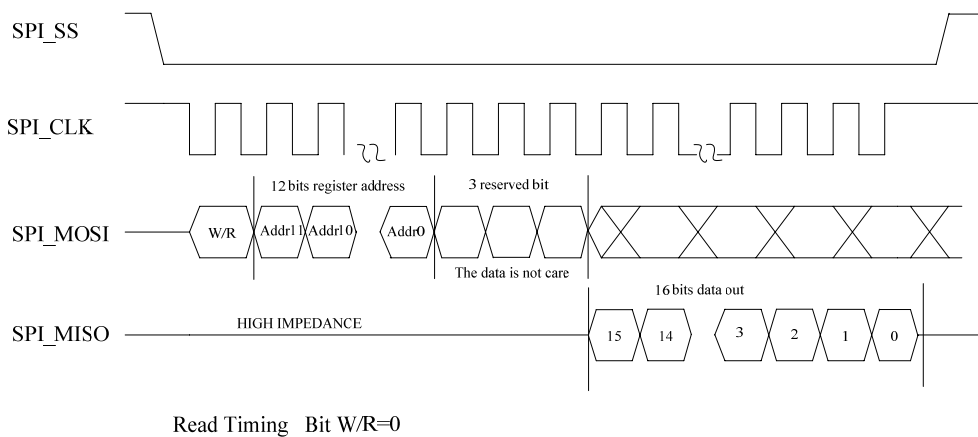 SPI_SS
SPI_CLK
12 bits register address
3 reserved bit
SPI_MOSI
W/R
Addr11
Addr10
Addr0
The data is not care
16 bits data out
SPI_MISO
HIGH IMPEDANCE
15
14
3
2
1
0
Read Timing Bit W/R=0